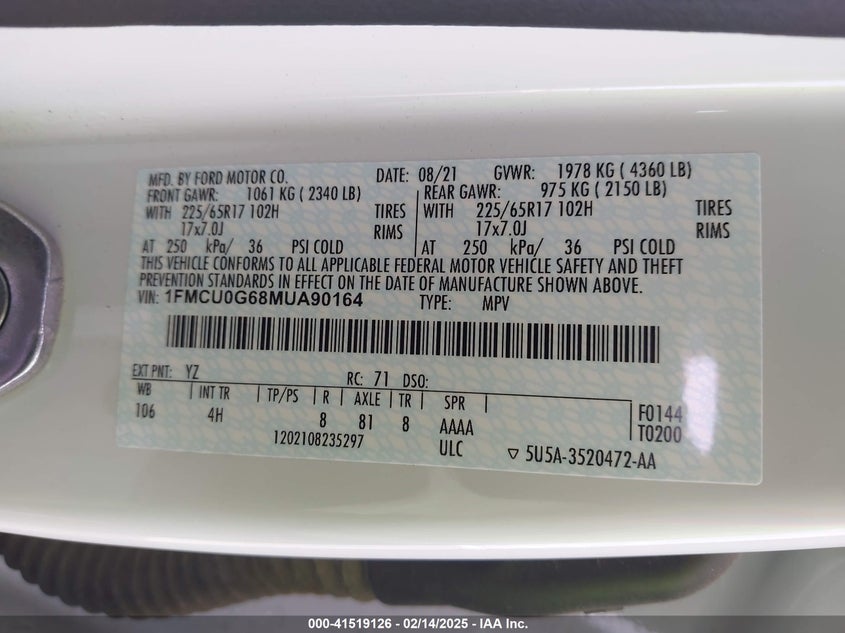 MFD. BY FORD MOTOR CO. DATE: 08/21 GVWR: 1978 KG ( 4360 LB)
FRONT GAWR: 1061 KG ( 2340 LB) REAR GAWR: 975 KG ( 2150 LB)
WITH 225/65R17 102H TIRES WITH 225/65R17 102H TIRES
17x7.0J RIMS 17x7.0J RIMS
AT 250 kPa/ 36 PSI COLD AT 250 kPa/ 36 PSI COLD
THIS VEHICLE CONFORMS TO ALL APPLICABLE FEDERAL MOTOR VEHICLE SAFETY AND THEFT
PREVENTION STANDARDS IN EFFECT ON THE DATE OF MANUFACTURE SHOWN ABOVE.
VIN: 1FMCU0G68MUA90164 TYPE: MPV
EXT PNT: YZ RC: 71 DSO:
WB INT TR TP/PS R AXLE TR SPR
106 4H 8 81 8 AAAA F0144
1202108235297 ULC T0200
▽ 5U5A-3520472-AA
000-41519126 - 02/14/2025 - IAA Inc.